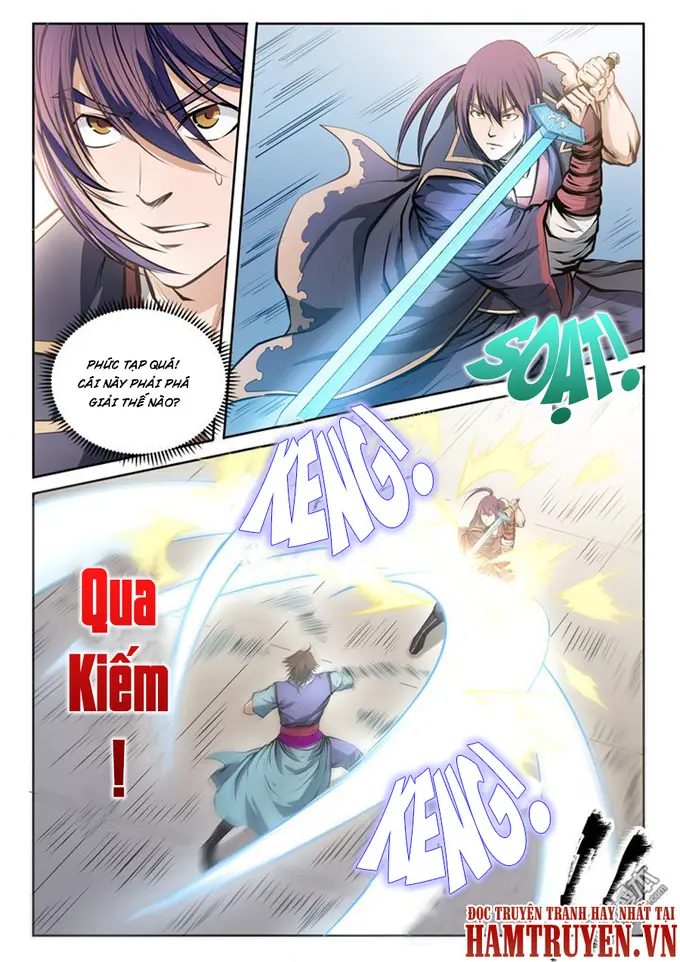 PHỨC TẠP QUÁ!
CÁI NÀY PHẢI PHÁ
GIẢI THẾ NÀO?
SOẠT!
KENG!
Qua
Kiếm
!
KENG!
ĐỌC TRUYỆN TRANH HAY NHẤT TẠI
HAMTRUYEN.VN